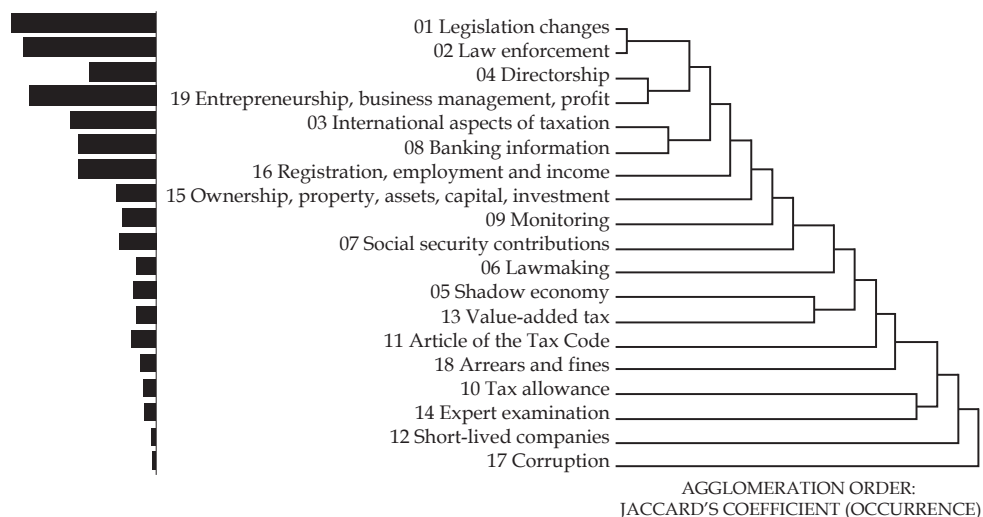 01 Legislation changes
02 Law enforcement
04 Directorship
19 Entrepreneurship, business management, profit
03 International aspects of taxation
08 Banking information
16 Registration, employment and income
15 Ownership, property, assets, capital, investment
09 Monitoring
07 Social security contributions
06 Lawmaking
05 Shadow economy
13 Value-added tax
11 Article of the Tax Code
18 Arrears and fines
10 Tax allowance
14 Expert examination
12 Short-lived companies
17 Corruption
AGGLOMERATION ORDER:
JACCARD'S COEFFICIENT (OCCURRENCE)